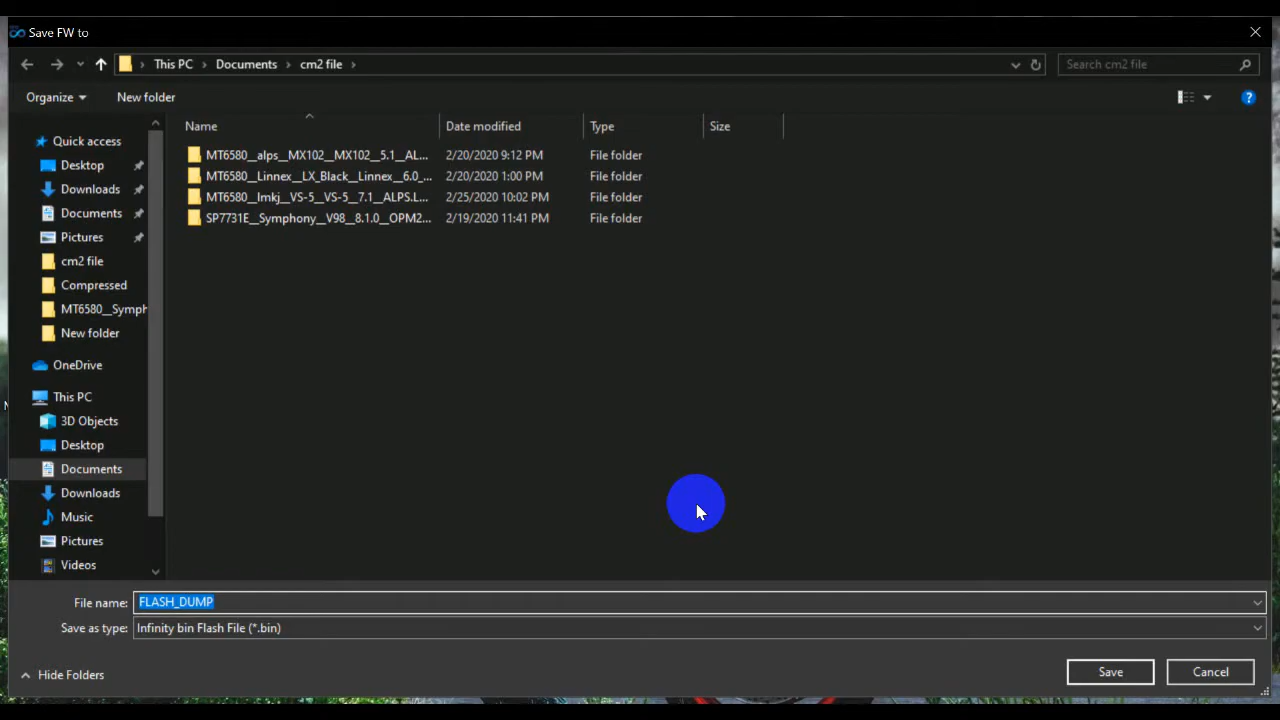 Save FW to
This PC > Documents > cm2 file >
Search cm2 file
Organize
New folder
Name
Date modified
Type
Size
MT6580__alps__MX102__MX102__5.1__AL... 2/20/2020 9:12 PM File folder
MT6580__Linnex__LX_Black__Linnex__6.0_... 2/20/2020 1:00 PM File folder
MT6580__lmkj__VS-5__VS-5__7.1__ALPS.L... 2/25/2020 10:02 PM File folder
SP7731E__Symphony__V98__8.1.0__OPM2... 2/19/2020 11:41 PM File folder
Quick access
Desktop
Downloads
Documents
Pictures
cm2 file
Compressed
MT6580__Symph
New folder
OneDrive
This PC
3D Objects
Desktop
Documents
Downloads
Music
Pictures
Videos
File name: FLASH_DUMP
Save as type: Infinity bin Flash File (*.bin)
Hide Folders
Save
Cancel